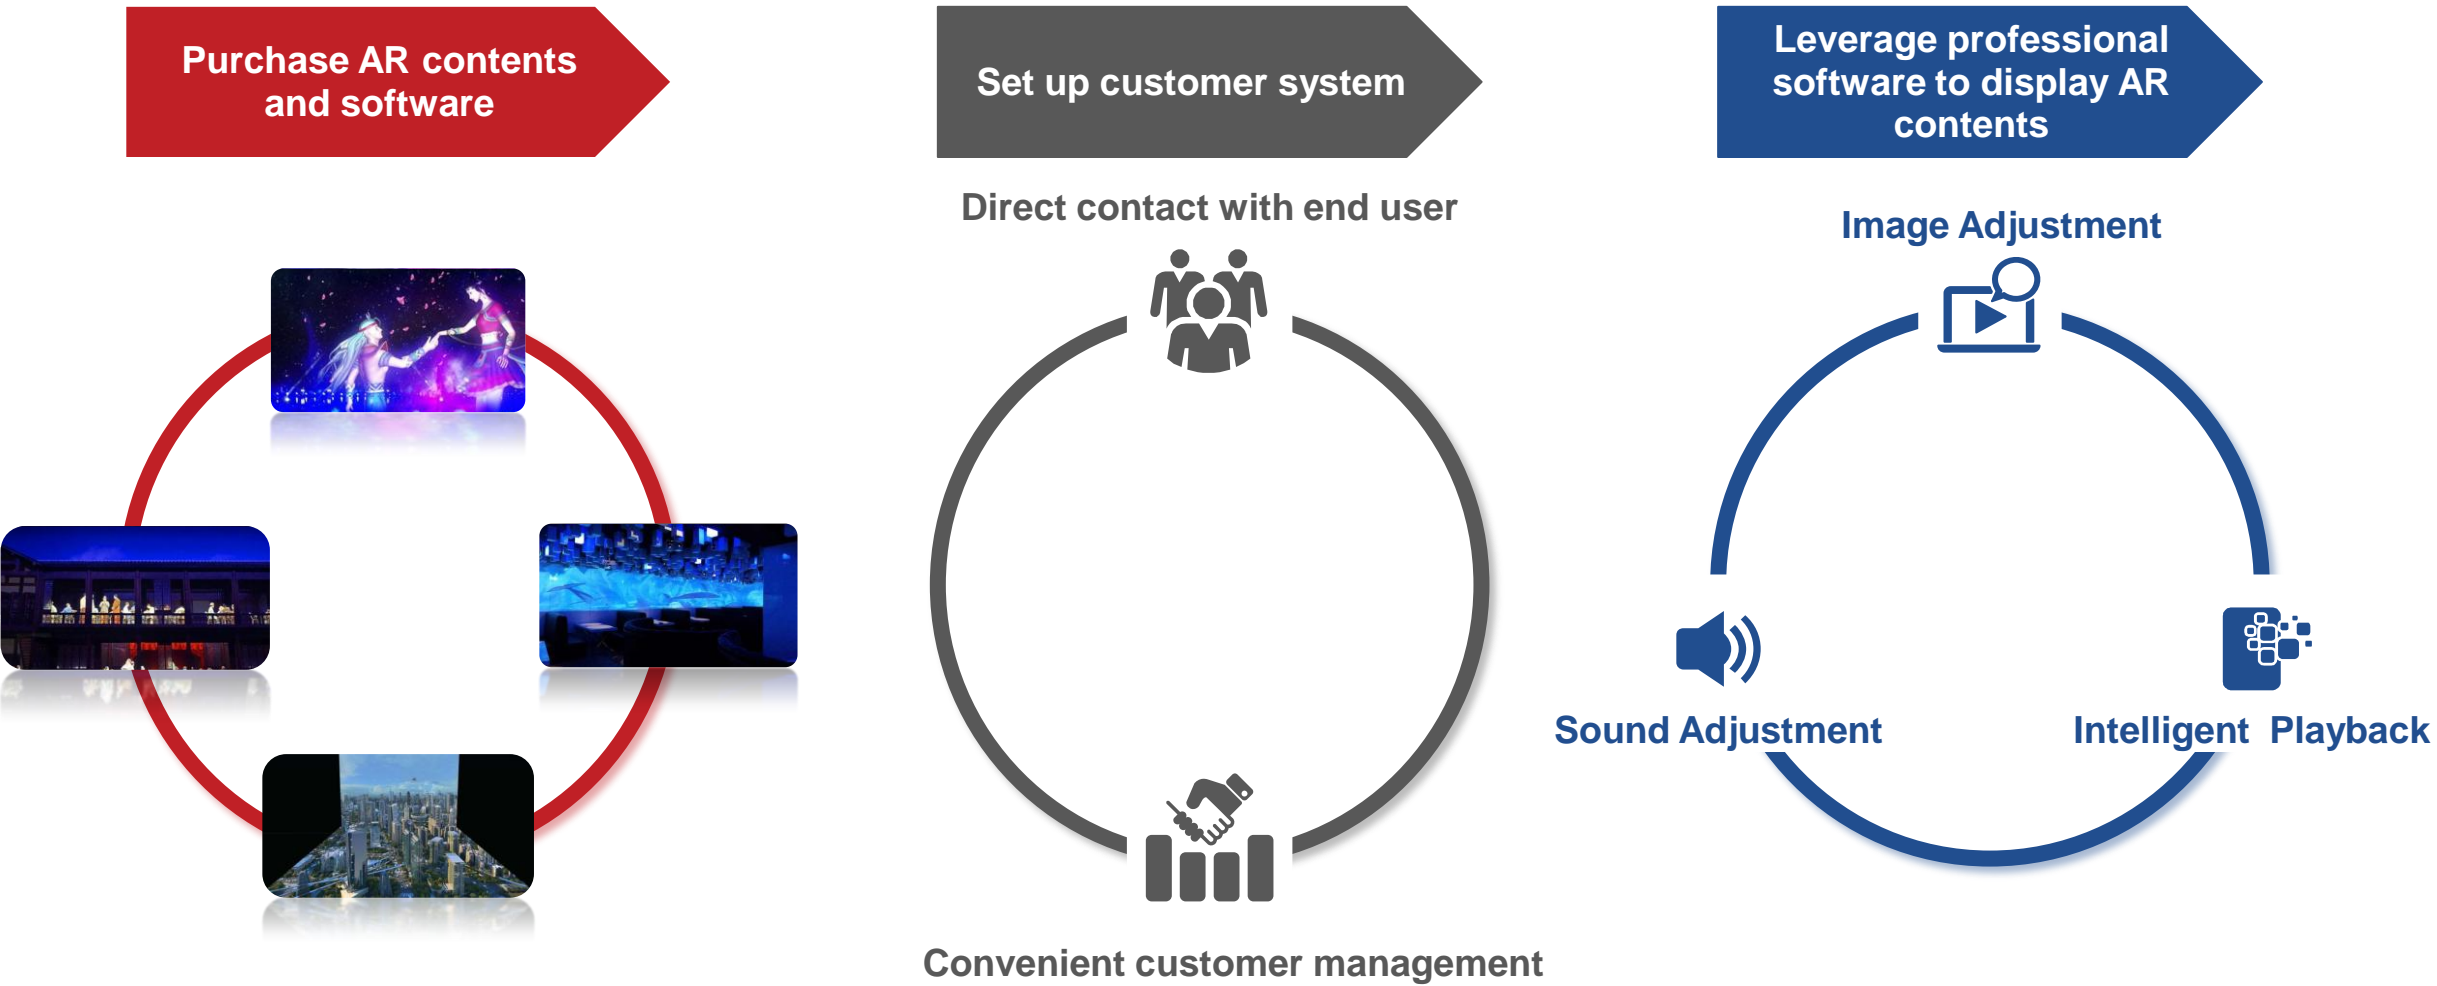 Purchase AR contents
and software
Set up customer system
Leverage professional
software to display AR
contents
Direct contact with end user
Convenient customer management
Image Adjustment
Sound Adjustment
Intelligent Playback